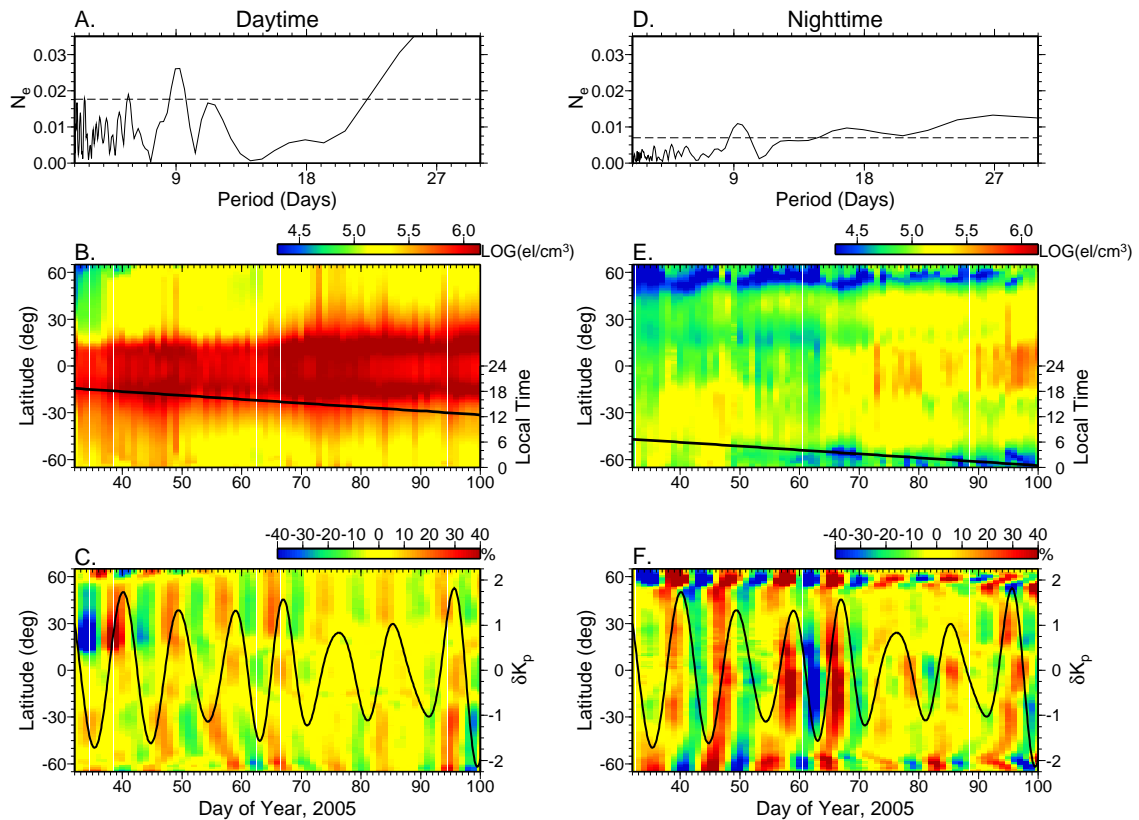 A. Daytime
0.03
0.02
0.01
0.00
N_e
9 18 27
Period (Days)
D. Nighttime
0.03
0.02
0.01
0.00
N_e
9 18 27
Period (Days)
B. 4.5 5.0 5.5 6.0 LOG(el/cm³)
60
30
0
-30
-60
Latitude (deg)
24
18
12
6
0
Local Time
40 50 60 70 80 90 100
E. 4.5 5.0 5.5 6.0 LOG(el/cm³)
60
30
0
-30
-60
Latitude (deg)
24
18
12
6
0
Local Time
40 50 60 70 80 90 100
C. -40 -30 -20 -10 0 10 20 30 40 %
60
30
0
-30
-60
Latitude (deg)
2
1
0
-1
-2
δK_p
40 50 60 70 80 90 100
Day of Year, 2005
F. -40 -30 -20 -10 0 10 20 30 40 %
60
30
0
-30
-60
Latitude (deg)
2
1
0
-1
-2
δK_p
40 50 60 70 80 90 100
Day of Year, 2005